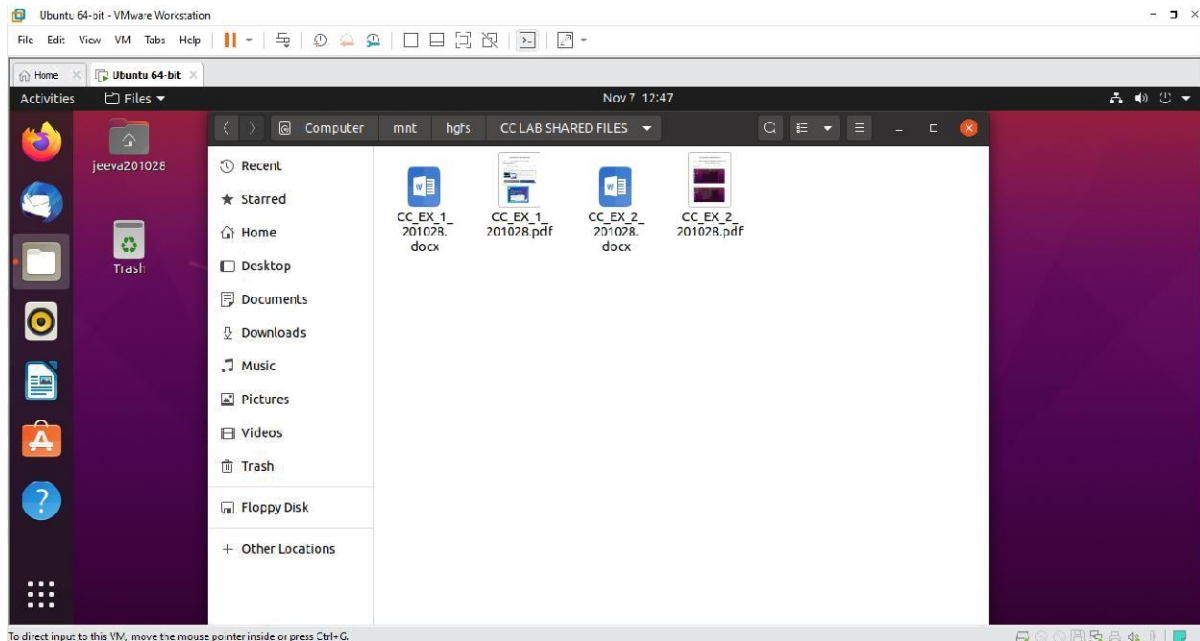 Ubuntu 64-bit - VMware Workstation
File Edit View VM Tabs Help
Home Ubuntu 64-bit
Activities Files Nov 7 12:47
Computer mnt hgfs CC LAB SHARED FILES
jeeva201028
Trash
Recent
Starred
Home
Desktop
Documents
Downloads
Music
Pictures
Videos
Trash
Floppy Disk
+ Other Locations
CC_EX_1_
201028.
docx
CC_EX_1_
201028.pdf
CC_EX_2_
201028.
docx
CC_EX_2_
201028.pdf
To direct input to this VM, move the mouse pointer inside or press Ctrl+G.